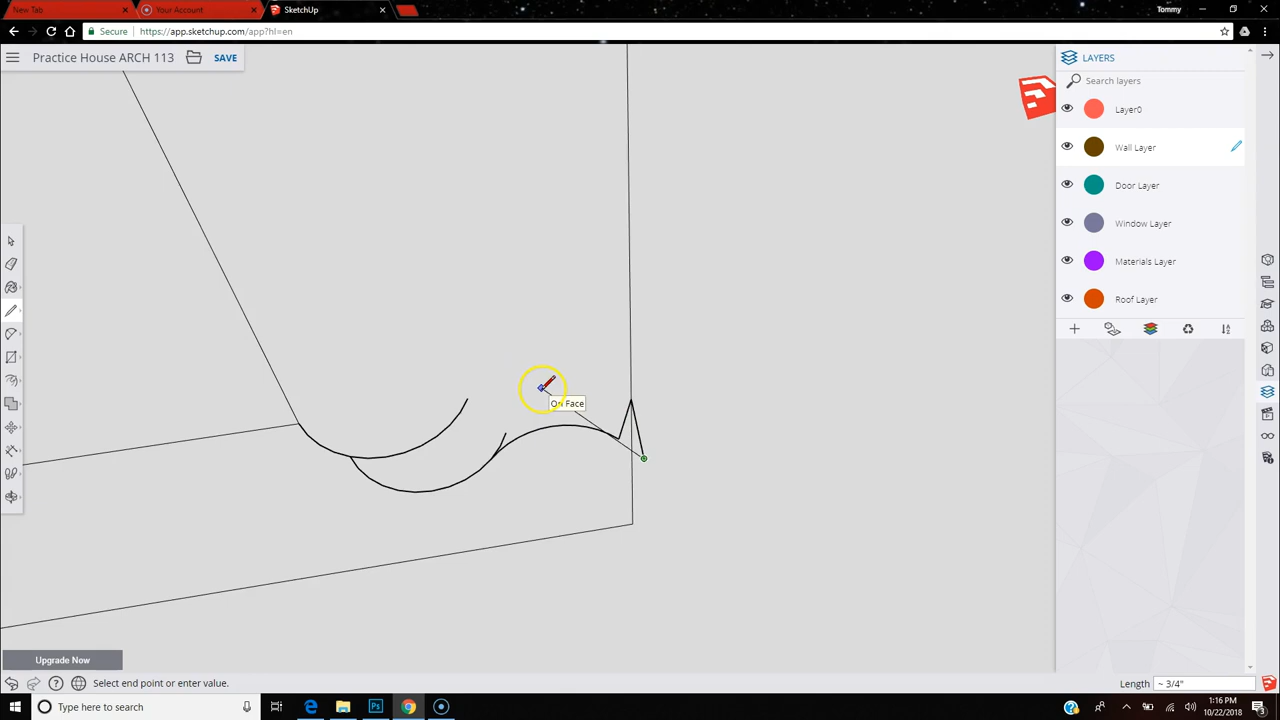 New Tab
Your Account
SketchUp
Tommy
Secure
https://app.sketchup.com/app?hl=en
Practice House ARCH 113
SAVE
LAYERS
Search layers
Layer0
Wall Layer
Door Layer
Window Layer
Materials Layer
Roof Layer
On Face
Upgrade Now
Select end point or enter value.
Length
~ 3/4"
Type here to search
Ps
1:16 PM
10/22/2018